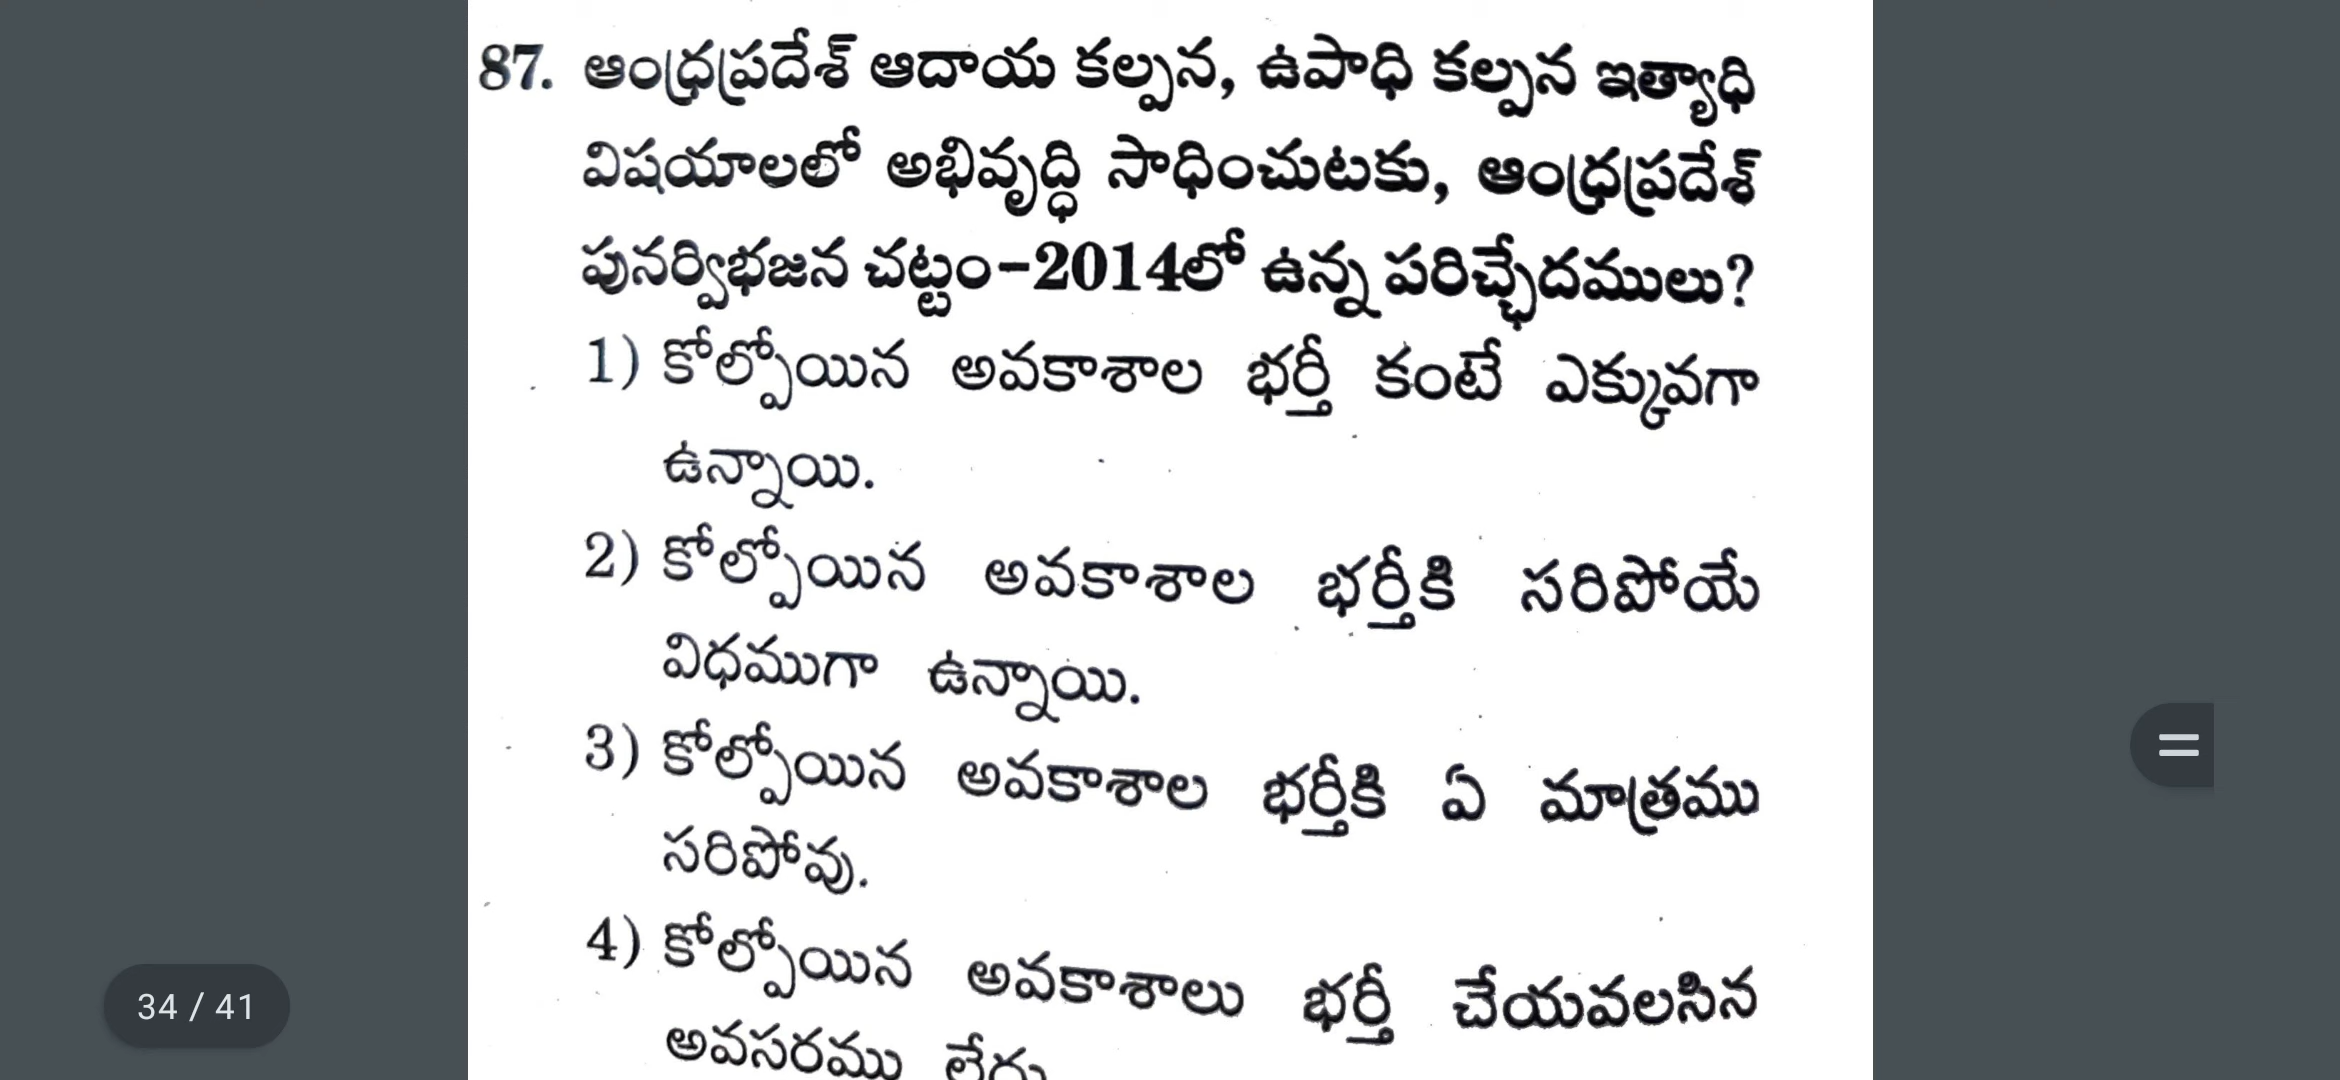 87. ఆంధ్రప్రదేశ్ ఆదాయ కల్పన, ఉపాధి కల్పన ఇత్యాధి
విషయాలలో అభివృద్ధి సాధించుటకు, ఆంధ్రప్రదేశ్
పునర్విభజన చట్టం-2014లో ఉన్న పరిచ్ఛేదములు?
1) కోల్పోయిన అవకాశాల భర్తీ కంటే ఎక్కువగా
ఉన్నాయి.
2) కోల్పోయిన అవకాశాల భర్తీకి సరిపోయే
విధముగా ఉన్నాయి.
3) కోల్పోయిన అవకాశాల భర్తీకి ఏ మాత్రము
సరిపోవు.
4) కోల్పోయిన అవకాశాలు భర్తీ చేయవలసిన
అవసరము లేదు
34 / 41